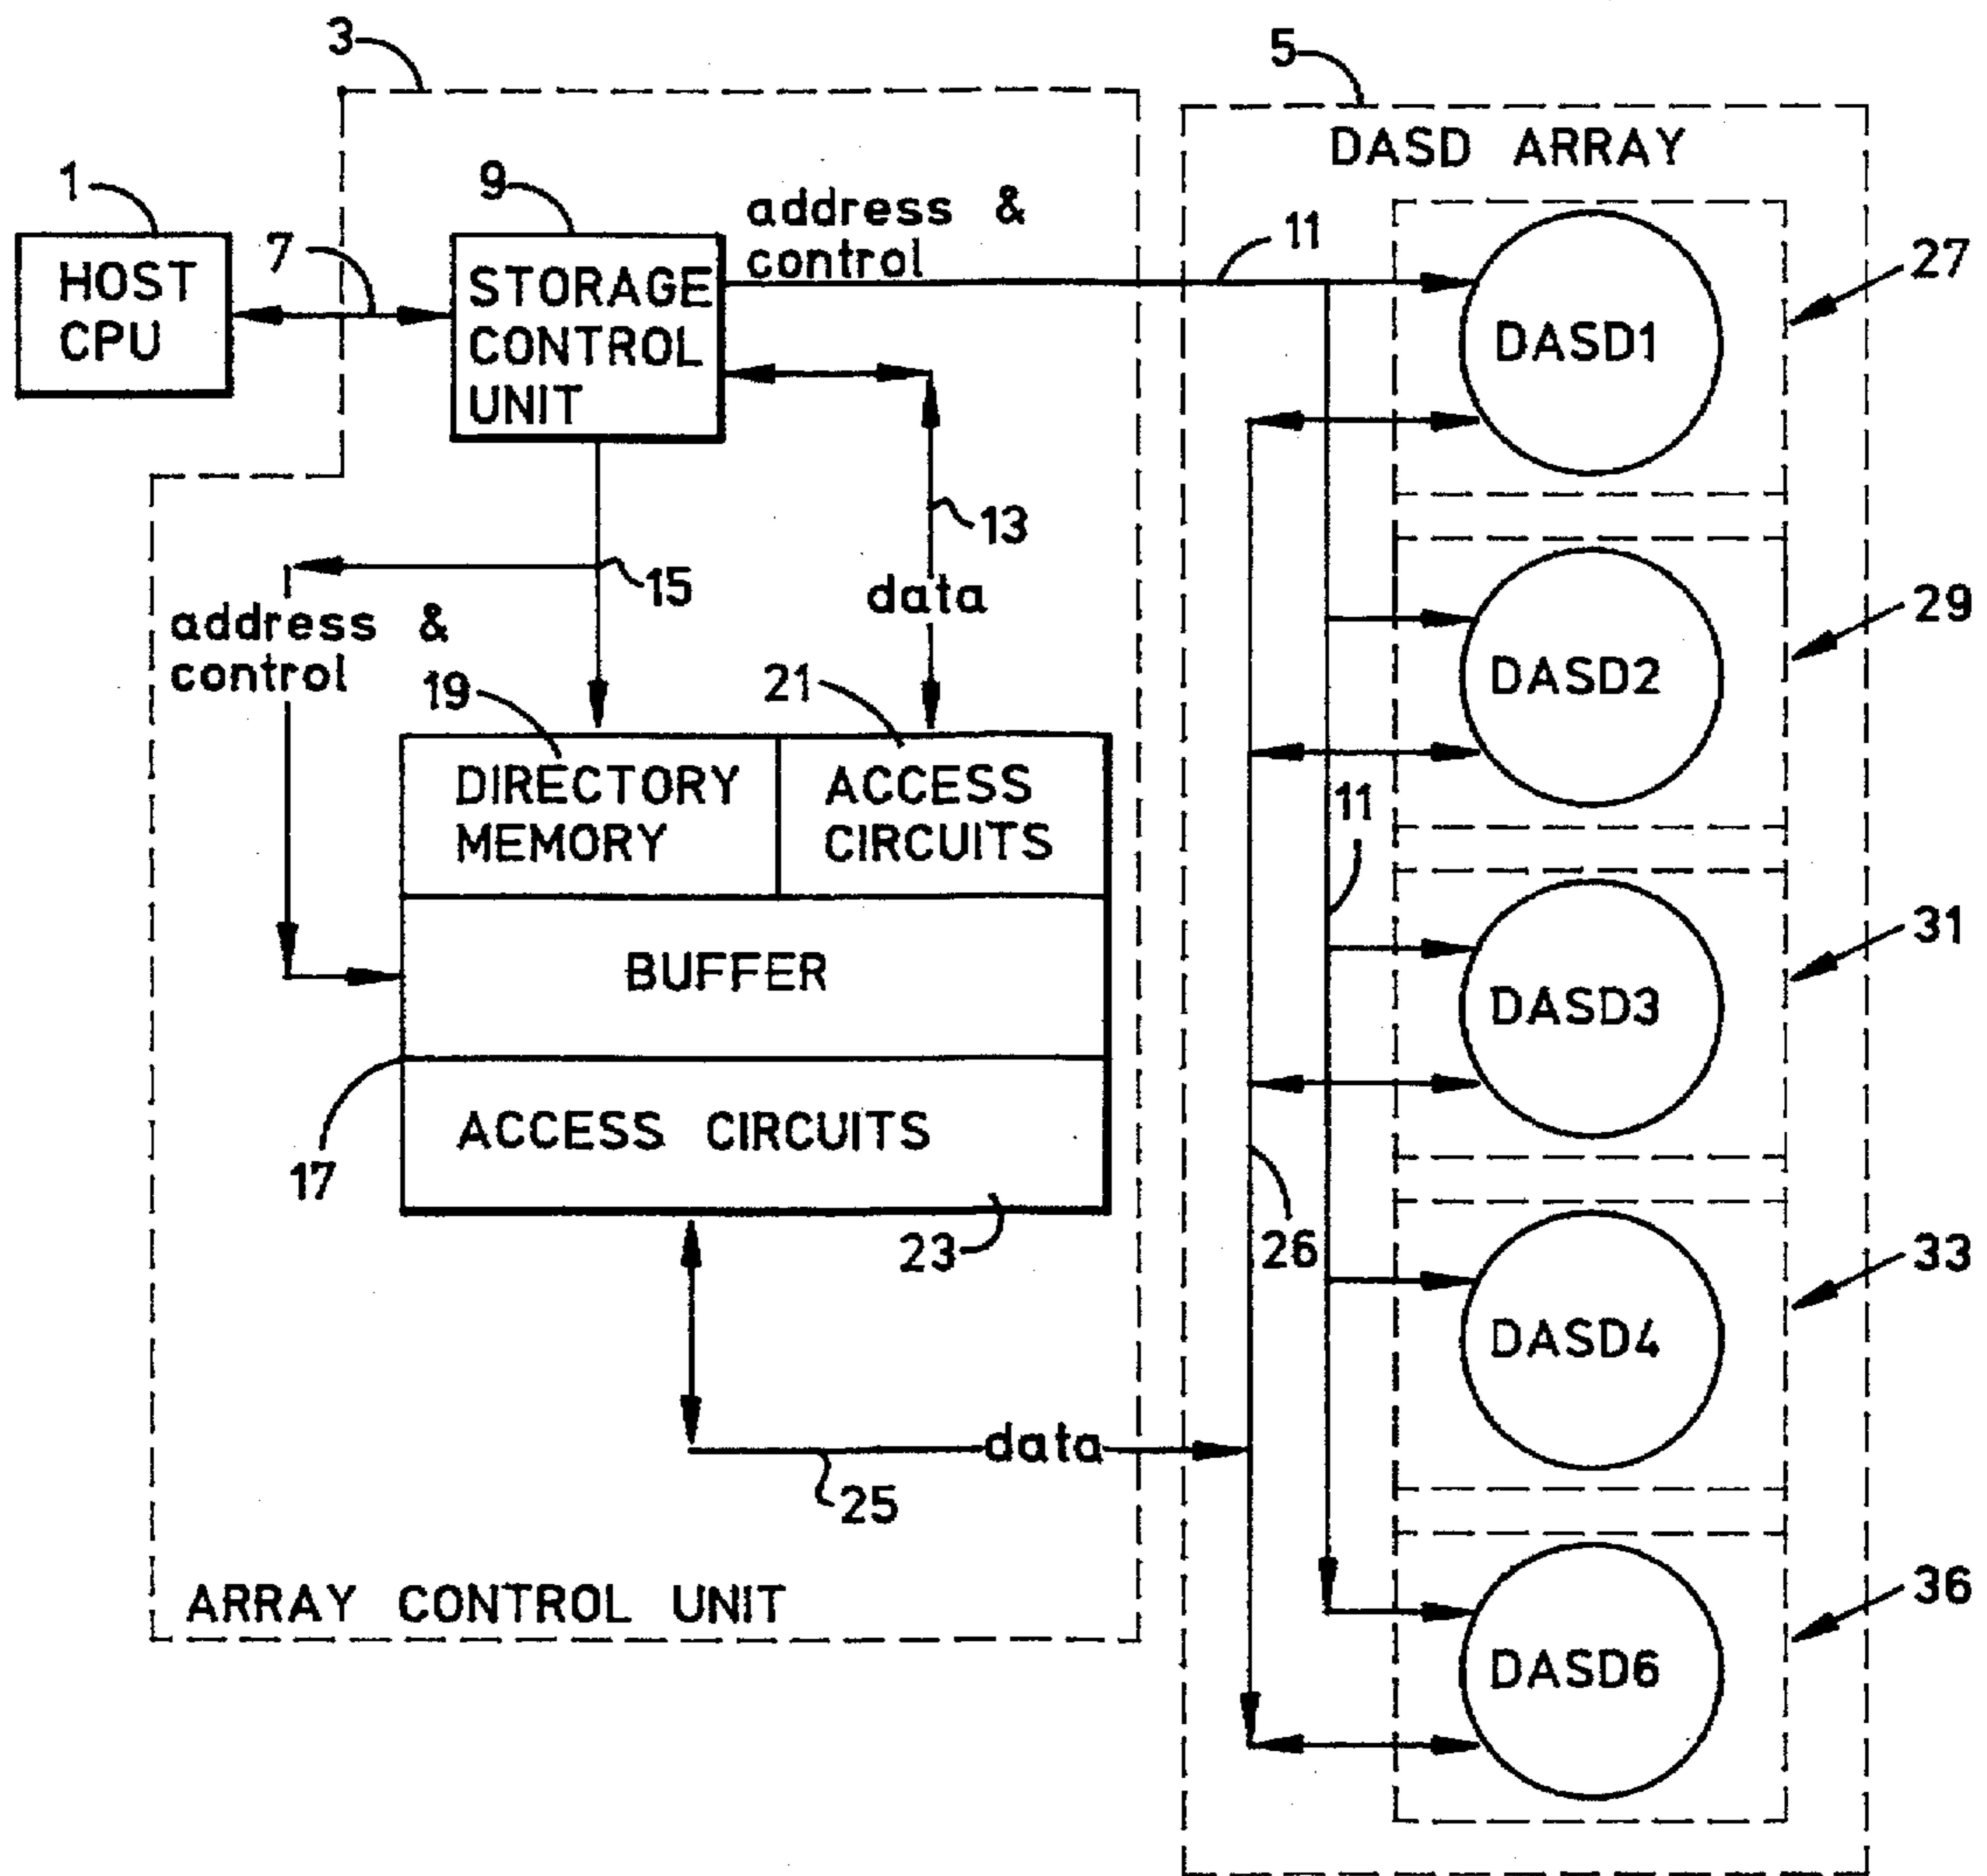 3
5
DASD ARRAY
1
9
address &
control
11
27
HOST
CPU
7
STORAGE
CONTROL
UNIT
DASD1
13
15
data
address &
control
29
19
21
DASD2
DIRECTORY
MEMORY
ACCESS
CIRCUITS
11
31
BUFFER
DASD3
ACCESS CIRCUITS
17
23
26
33
DASD4
data
25
36
ARRAY CONTROL UNIT
DASD6